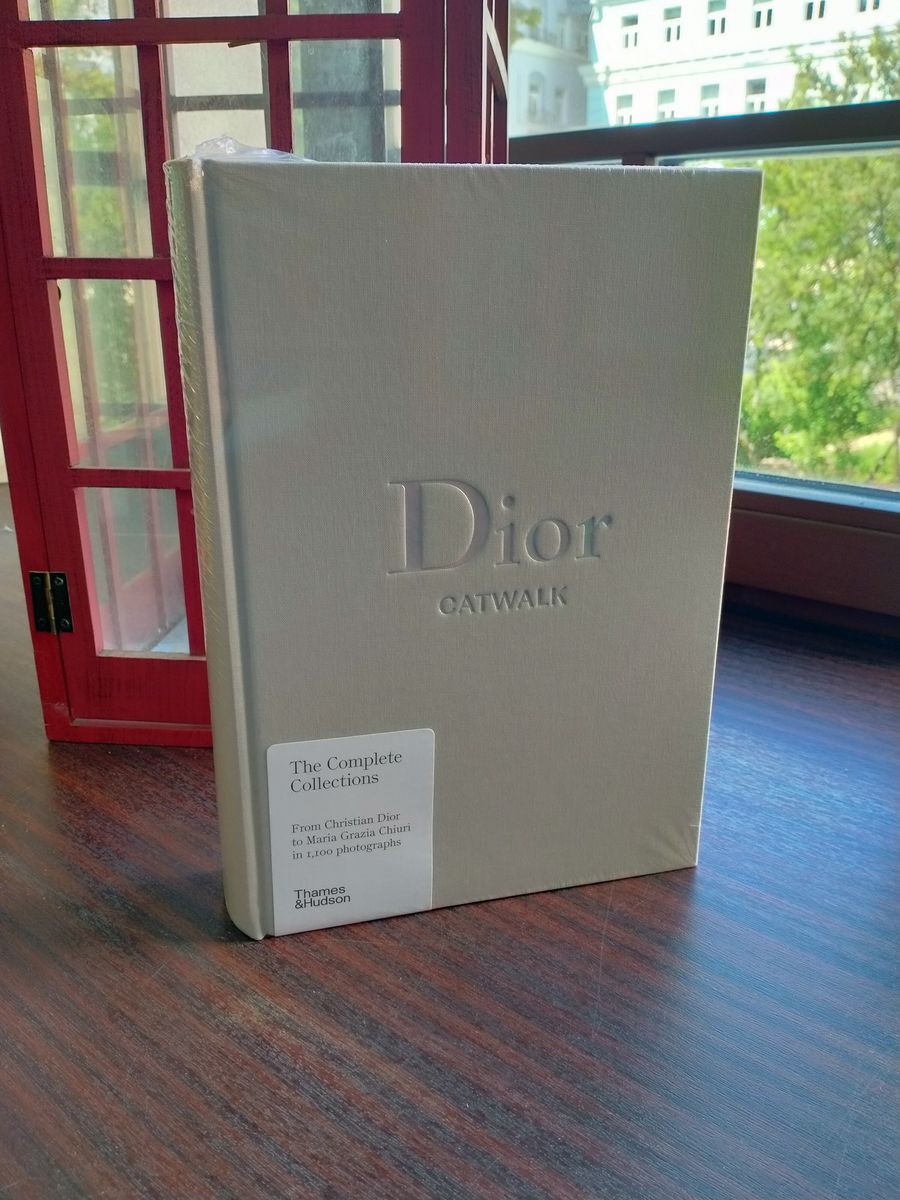 Dior
CATWALK
The Complete
Collections
From Christian Dior
to Maria Grazia Chiuri
in 1,100 photographs
Thames
&Hudson